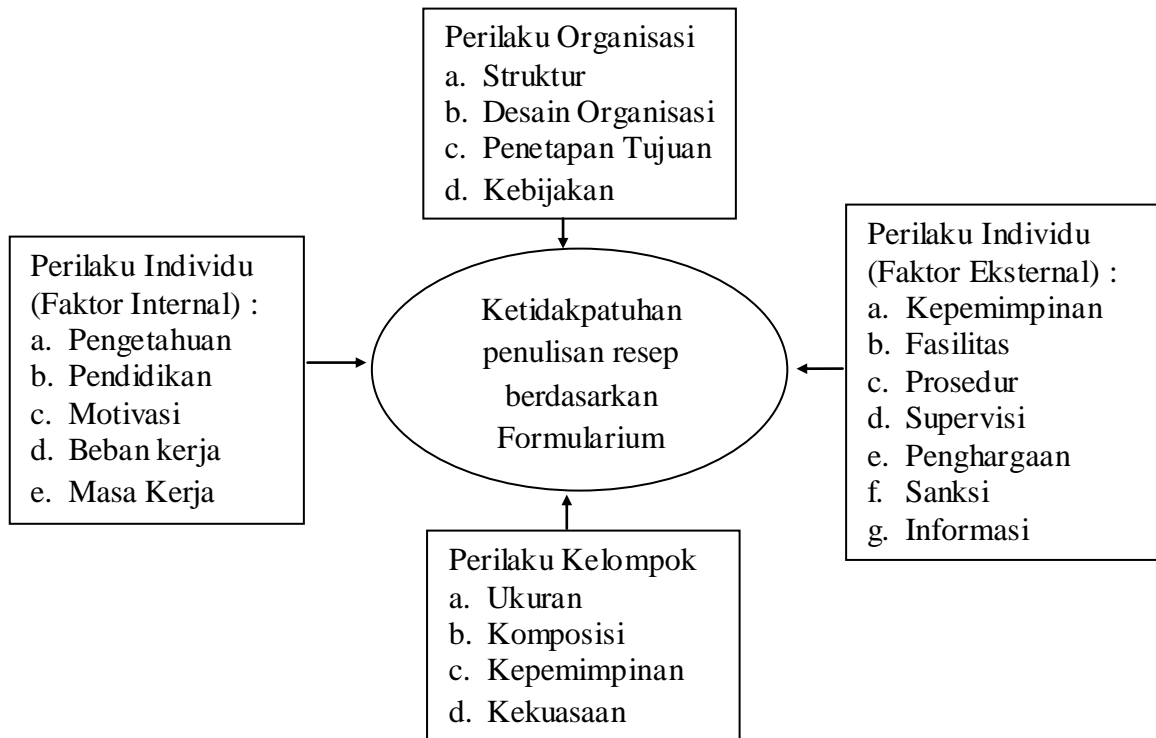 Perilaku Organisasi
a. Struktur
b. Desain Organisasi
c. Penetapan Tujuan
d. Kebijakan
Perilaku Individu
(Faktor Internal) :
a. Pengetahuan
b. Pendidikan
c. Motivasi
d. Beban kerja
e. Masa Kerja
Ketidakpatuhan
penulisan resep
berdasarkan
Formularium
Perilaku Individu
(Faktor Eksternal) :
a. Kepemimpinan
b. Fasilitas
c. Prosedur
d. Supervisi
e. Penghargaan
f. Sanksi
g. Informasi
Perilaku Kelompok
a. Ukuran
b. Komposisi
c. Kepemimpinan
d. Kekuasaan